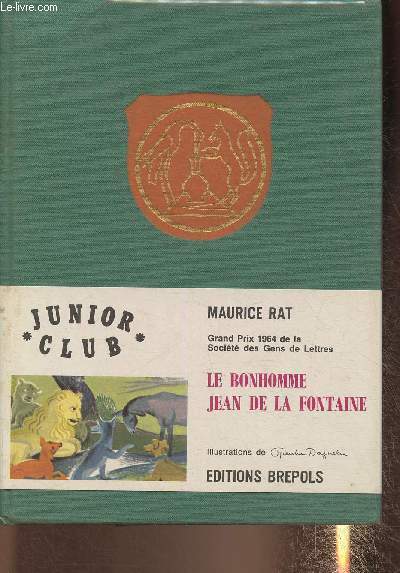 Le-livre.com
* JUNIOR *
CLUB
MAURICE RAT
Grand Prix 1964 de la
Société des Gens de Lettres
LE BONHOMME
JEAN DE LA FONTAINE
Illustrations de
EDITIONS BREPOLS